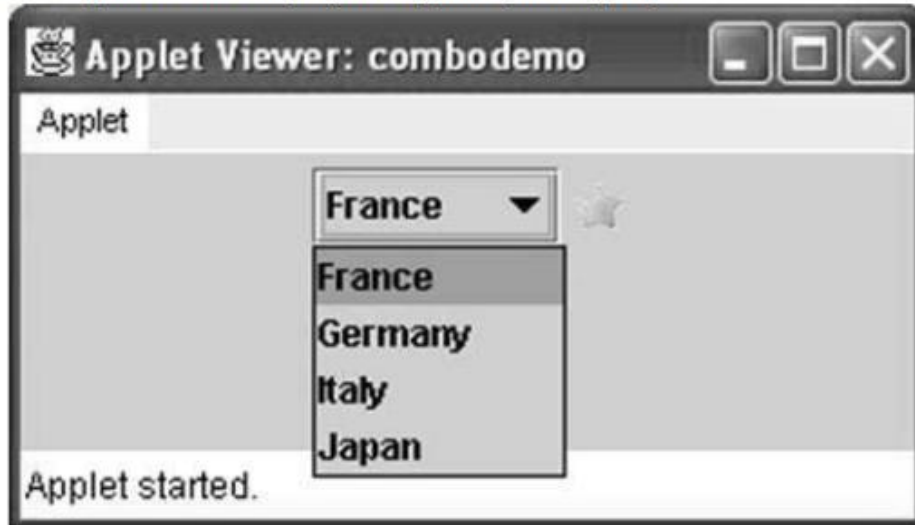 Applet Viewer: combodemo
Applet
France
France
Germany
Italy
Japan
Applet started.